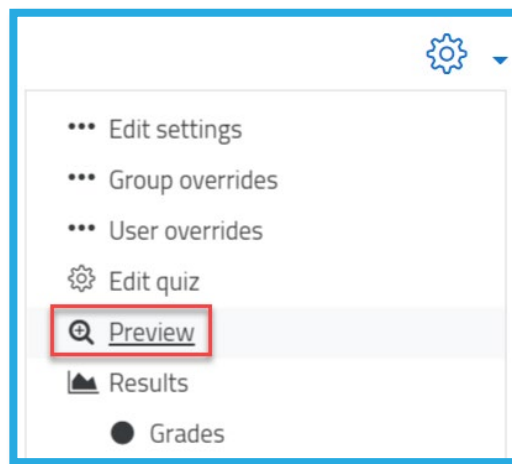 Edit settings
Group overrides
User overrides
Edit quiz
Preview
Results
Grades